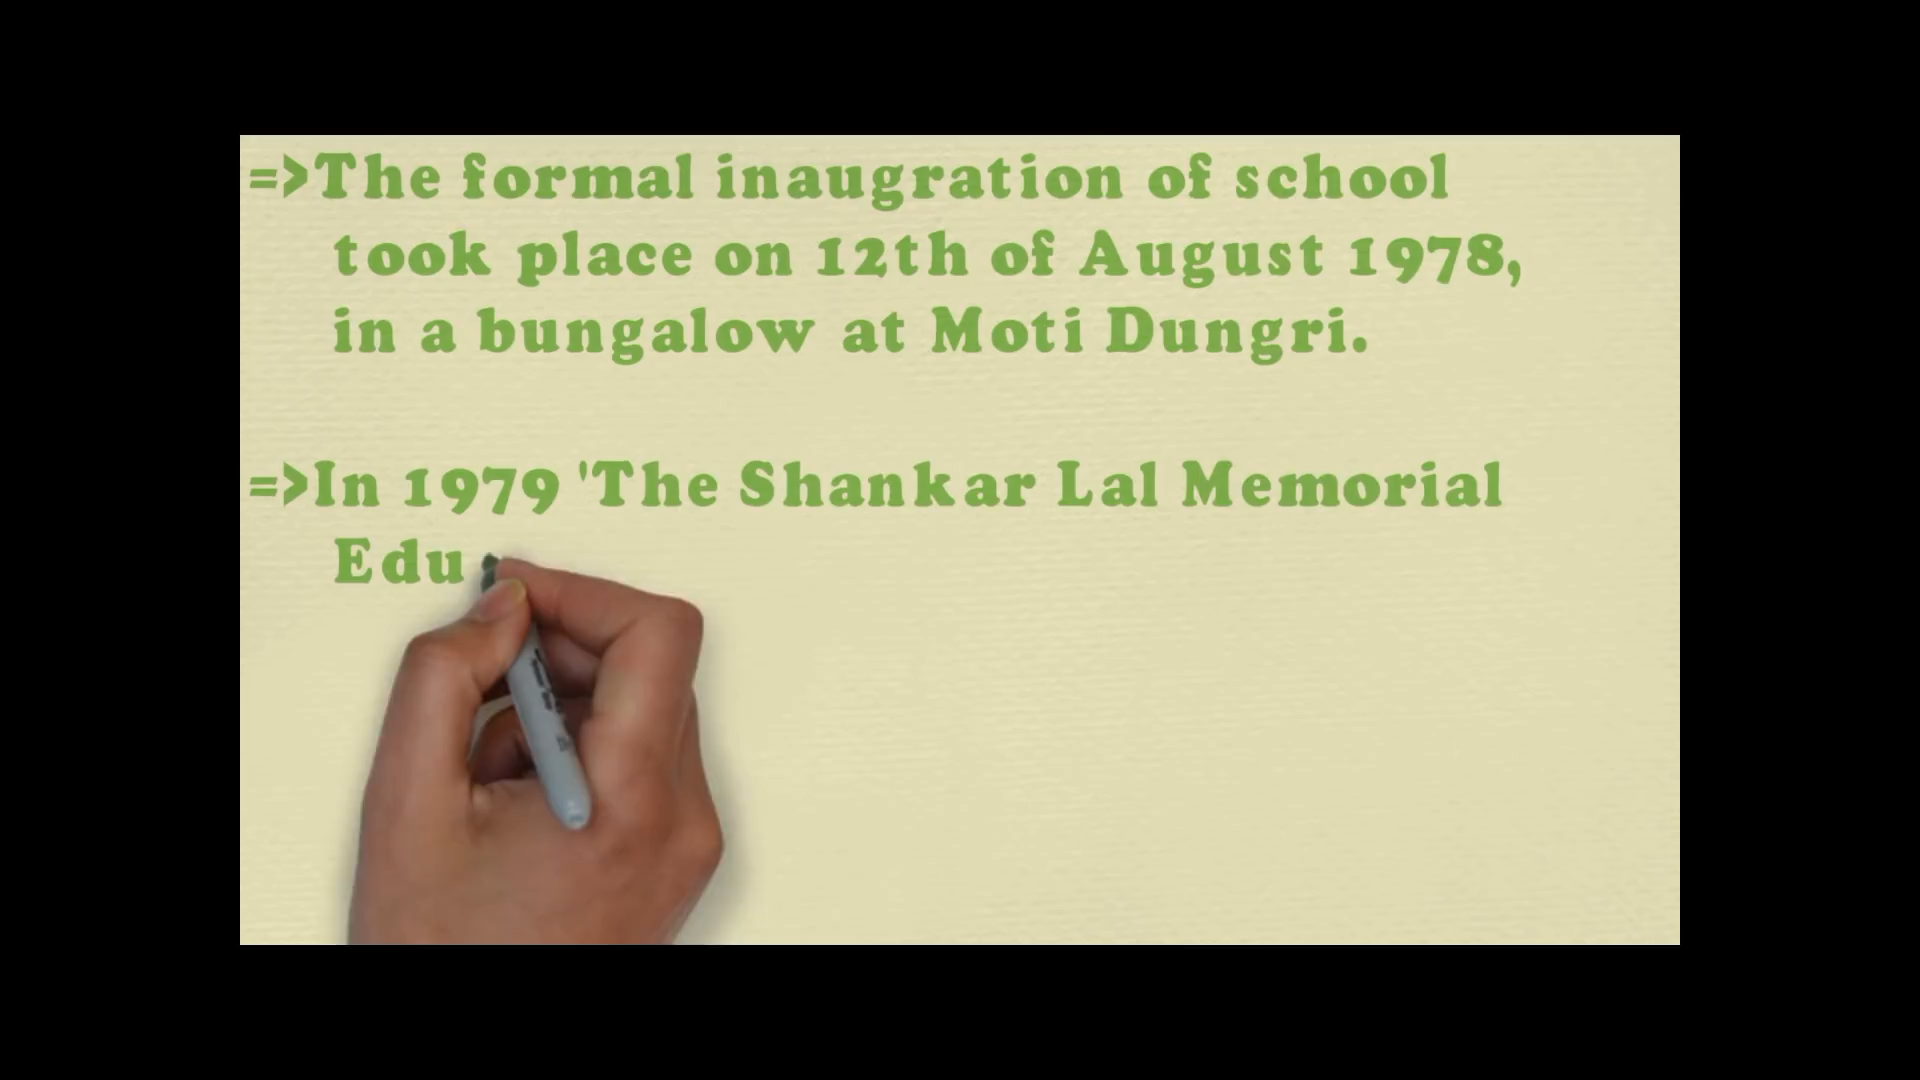 =>The formal inaugration of school
took place on 12th of August 1978,
in a bungalow at Moti Dungri.
=>In 1979 'The Shankar Lal Memorial
Edu